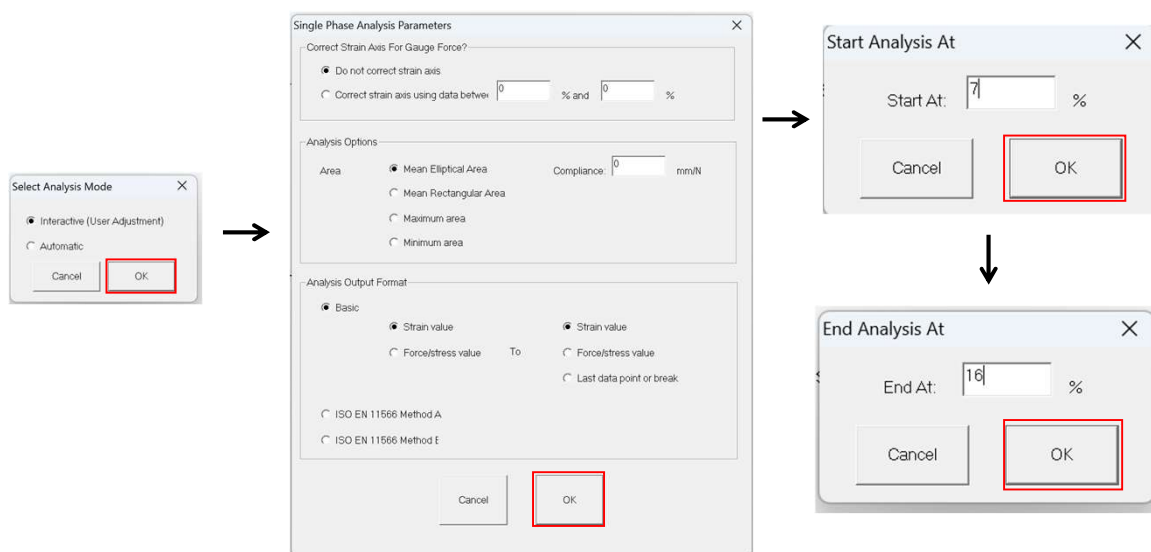 Select Analysis Mode
Interactive (User Adjustment)
Automatic
Cancel OK
Single Phase Analysis Parameters
Correct Strain Axis For Gauge Force?
Do not correct strain axis
Correct strain axis using data betwee 0 % and 0 %
Analysis Options
Area Mean Elliptical Area Compliance: 0 mm/N
Mean Rectangular Area
Maximum area
Minimum area
Analysis Output Format
Basic
Strain value Strain value
Force/stress value To Force/stress value
Last data point or break
ISO EN 11566 Method A
ISO EN 11566 Method E
Cancel OK
Start Analysis At
Start At: 7 %
Cancel OK
End Analysis At
End At: 16 %
Cancel OK